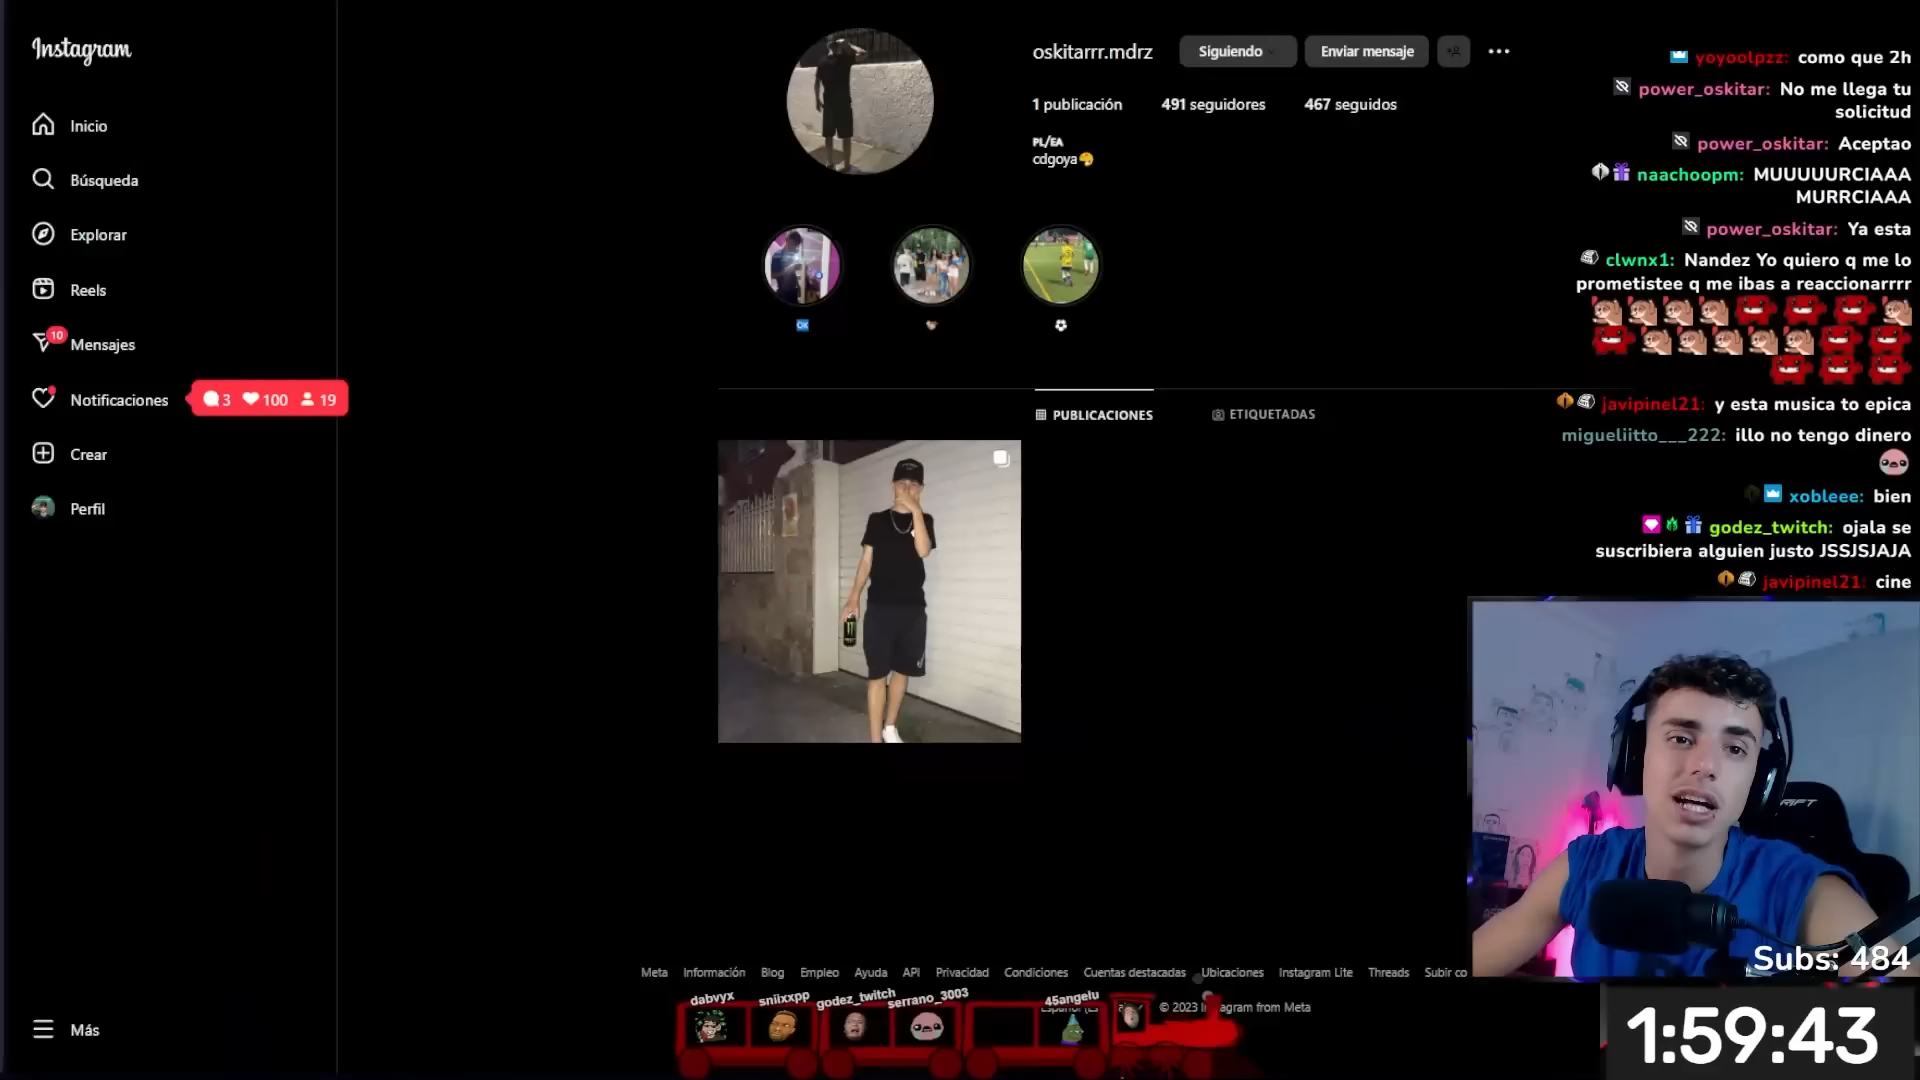 Instagram
Inicio
Búsqueda
Explorar
Reels
10
Mensajes
Notificaciones
3 100 19
Crear
Perfil
Más
oskitarrr.mdrz
Siguiendo
Enviar mensaje
1 publicación
491 seguidores
467 seguidos
PL/EA
cdgoya
OK
PUBLICACIONES
ETIQUETADAS
yoyoolpzz: como que 2h
power_oskitar: No me llega tu
solicitud
power_oskitar: Aceptao
naachoopm: MUUUUURCIAAA
MURRCIAAA
power_oskitar: Ya esta
clwnx1: Nandez Yo quiero q me lo
prometistee q me ibas a reaccionarrrr
javipinel21: y esta musica to epica
migueliitto___222: illo no tengo dinero
xobleee: bien
godez_twitch: ojala se
suscribiera alguien justo JSSJSJAJA
javipinel21: cine
Subs: 484
1:59:43
Meta Información Blog Empleo Ayuda API Privacidad Condiciones Cuentas destacadas Ubicaciones Instagram Lite Threads Subir co
dabvyx sniixxpp godez_twitch serrano_3003 45angelu
© 2023 agram from Meta